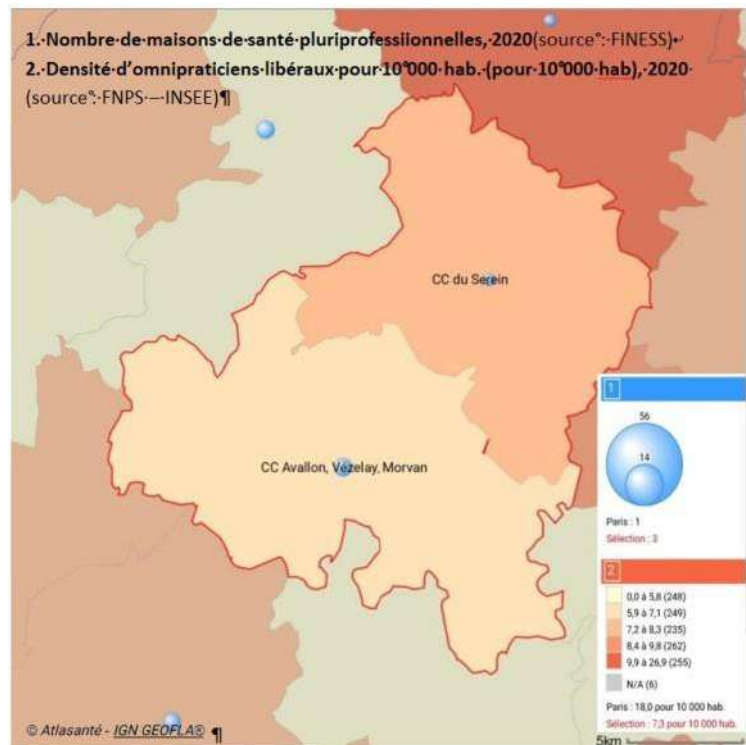 1.·Nombre·de·maisons·de·santé·pluriprofessiionnelles,·2020(source°:·FINESS)↵
2.·Densité·d’omnipraticiens·libéraux·pour·10°000·hab.·(pour·10°000·hab),·2020·
(source°:·FNPS·–·INSEE)¶
CC du Serein
CC Avallon, Vézelay, Morvan
1
56
14
Paris : 1
Sélection : 3
2
0,0 à 5,8 (248)
5,9 à 7,1 (249)
7,2 à 8,3 (235)
8,4 à 9,8 (262)
9,9 à 26,9 (255)
N/A (6)
Paris : 18,0 pour 10 000 hab.
Sélection : 7,3 pour 10 000 hab.
© Atlasanté - IGN GEOFLA® ¶
5km